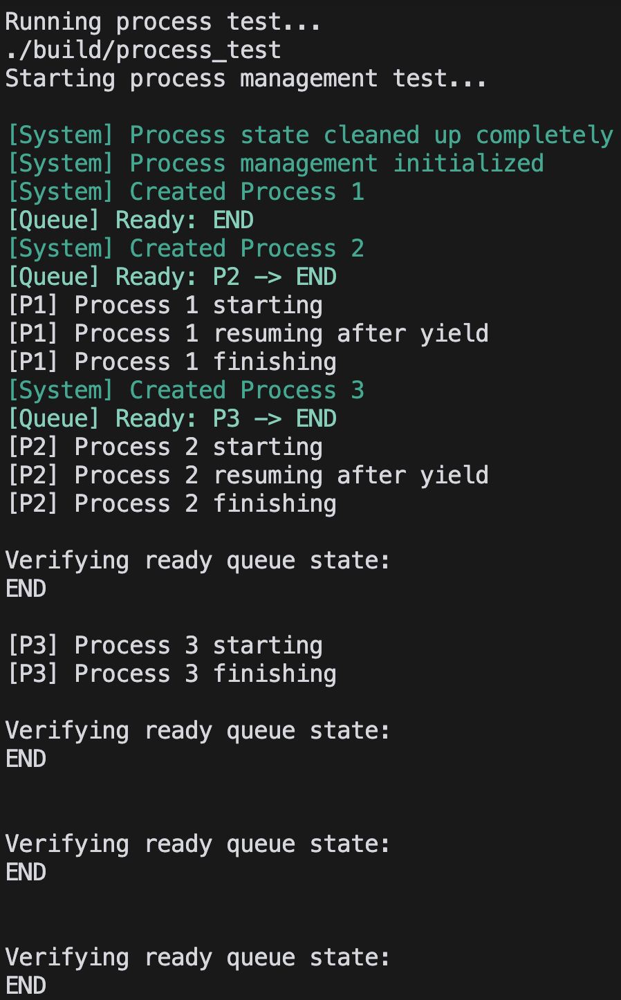 Running process test...
./build/process_test
Starting process management test...
[System] Process state cleaned up completely
[System] Process management initialized
[System] Created Process 1
[Queue] Ready: END
[System] Created Process 2
[Queue] Ready: P2 -> END
[P1] Process 1 starting
[P1] Process 1 resuming after yield
[P1] Process 1 finishing
[System] Created Process 3
[Queue] Ready: P3 -> END
[P2] Process 2 starting
[P2] Process 2 resuming after yield
[P2] Process 2 finishing
Verifying ready queue state:
END
[P3] Process 3 starting
[P3] Process 3 finishing
Verifying ready queue state:
END
Verifying ready queue state:
END
Verifying ready queue state:
END